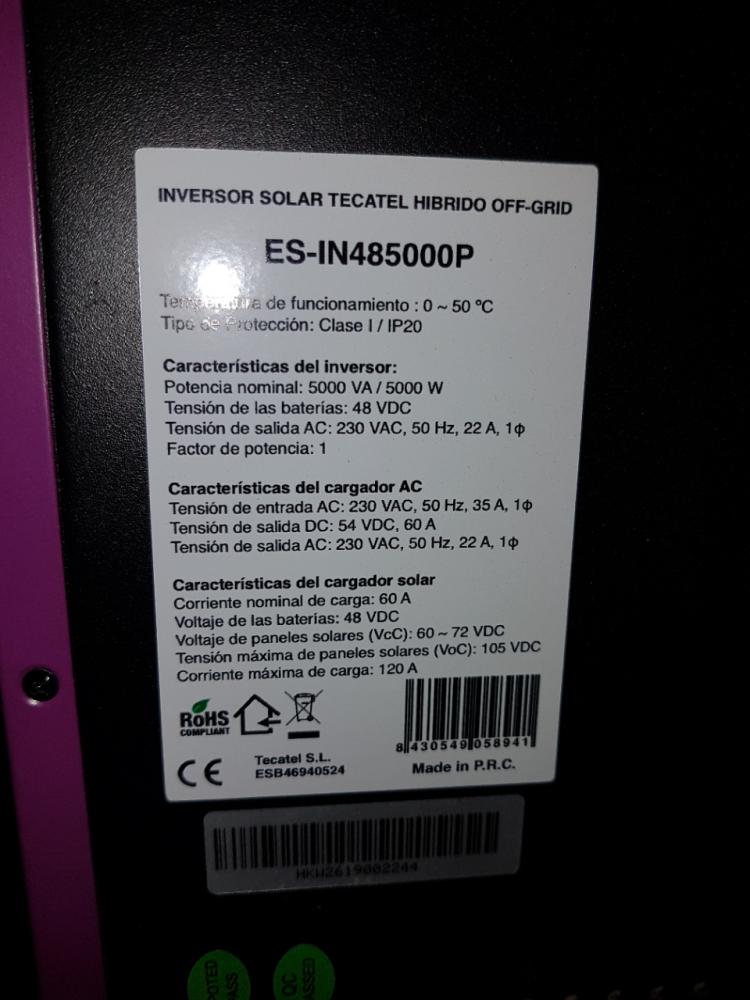 INVERSOR SOLAR TECATEL HIBRIDO OFF-GRID
ES-IN485000P
Temperatura de funcionamiento : 0 ~ 50 ºC
Tipo de Protección: Clase I / IP20
Características del inversor:
Potencia nominal: 5000 VA / 5000 W
Tensión de las baterías: 48 VDC
Tensión de salida AC: 230 VAC, 50 Hz, 22 A, 1ϕ
Factor de potencia: 1
Características del cargador AC
Tensión de entrada AC: 230 VAC, 50 Hz, 35 A, 1ϕ
Tensión de salida DC: 54 VDC, 60 A
Tensión de salida AC: 230 VAC, 50 Hz, 22 A, 1ϕ
Características del cargador solar
Corriente nominal de carga: 60 A
Voltaje de las baterías: 48 VDC
Voltaje de paneles solares (VcC): 60 ~ 72 VDC
Tensión máxima de paneles solares (VoC): 105 VDC
Corriente máxima de carga: 120 A
RoHS
COMPLIANT
8 430549 058941
CE
Tecatel S.L.
ESB46940524
Made in P.R.C.
HKW2619002244
QC